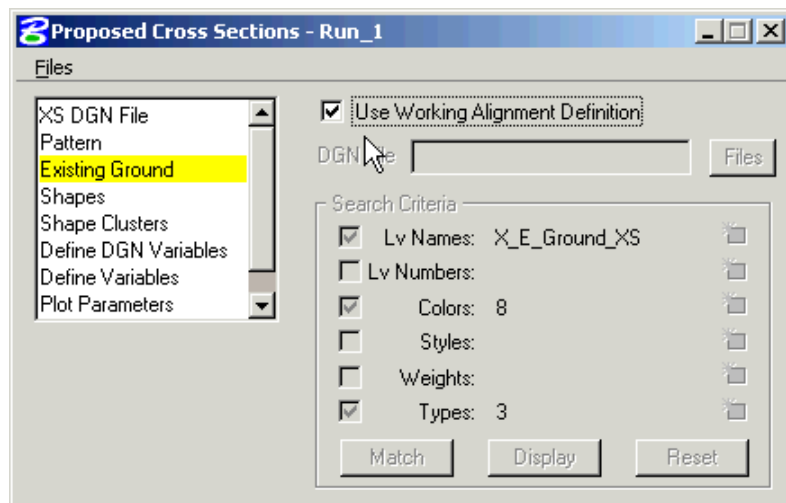 Proposed Cross Sections - Run_1
Files
XS DGN File
Pattern
Existing Ground
Shapes
Shape Clusters
Define DGN Variables
Define Variables
Plot Parameters
Use Working Alignment Definition
DGN File
Files
Search Criteria
Lv Names: X_E_Ground_XS
Lv Numbers:
Colors: 8
Styles:
Weights:
Types: 3
Match Display Reset